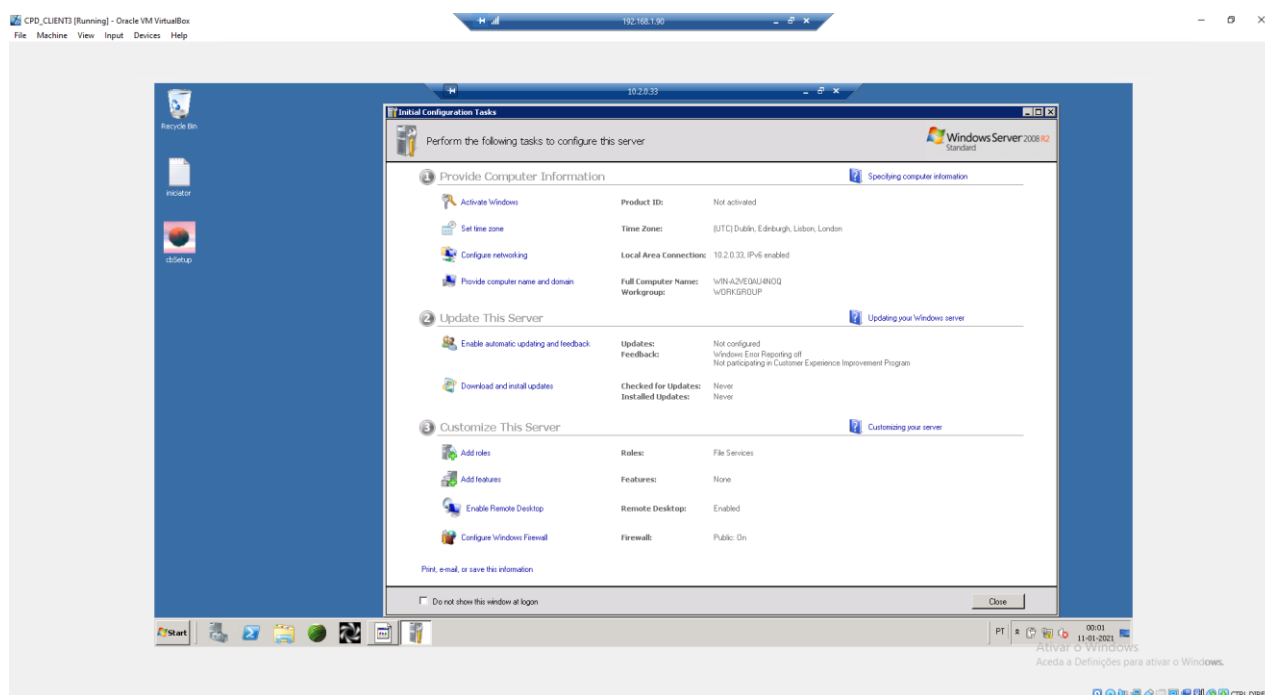 CPD_CLIENT3 [Running] - Oracle VM VirtualBox
192.168.1.90
File Machine View Input Devices Help
10.2.0.33
Recycle Bin
iniciator
cbSetup
Initial Configuration Tasks
Perform the following tasks to configure this server
Windows Server 2008 R2
Standard
1 Provide Computer Information
Specifying computer information
Activate Windows Product ID: Not activated
Set time zone Time Zone: (UTC) Dublin, Edinburgh, Lisbon, London
Configure networking Local Area Connection: 10.2.0.33, IPv6 enabled
Provide computer name and domain Full Computer Name: WIN-A2VE0AU4NOQ
Workgroup: WORKGROUP
2 Update This Server
Updating your Windows server
Enable automatic updating and feedback Updates: Not configured
Feedback: Windows Error Reporting off
Not participating in Customer Experience Improvement Program
Download and install updates Checked for Updates: Never
Installed Updates: Never
3 Customize This Server
Customizing your server
Add roles Roles: File Services
Add features Features: None
Enable Remote Desktop Remote Desktop: Enabled
Configure Windows Firewall Firewall: Public: On
Print, e-mail, or save this information
Do not show this window at logon
Close
Start
PT
00:01
11-01-2021
Ativar o Windows
Aceda a Definições para ativar o Windows.